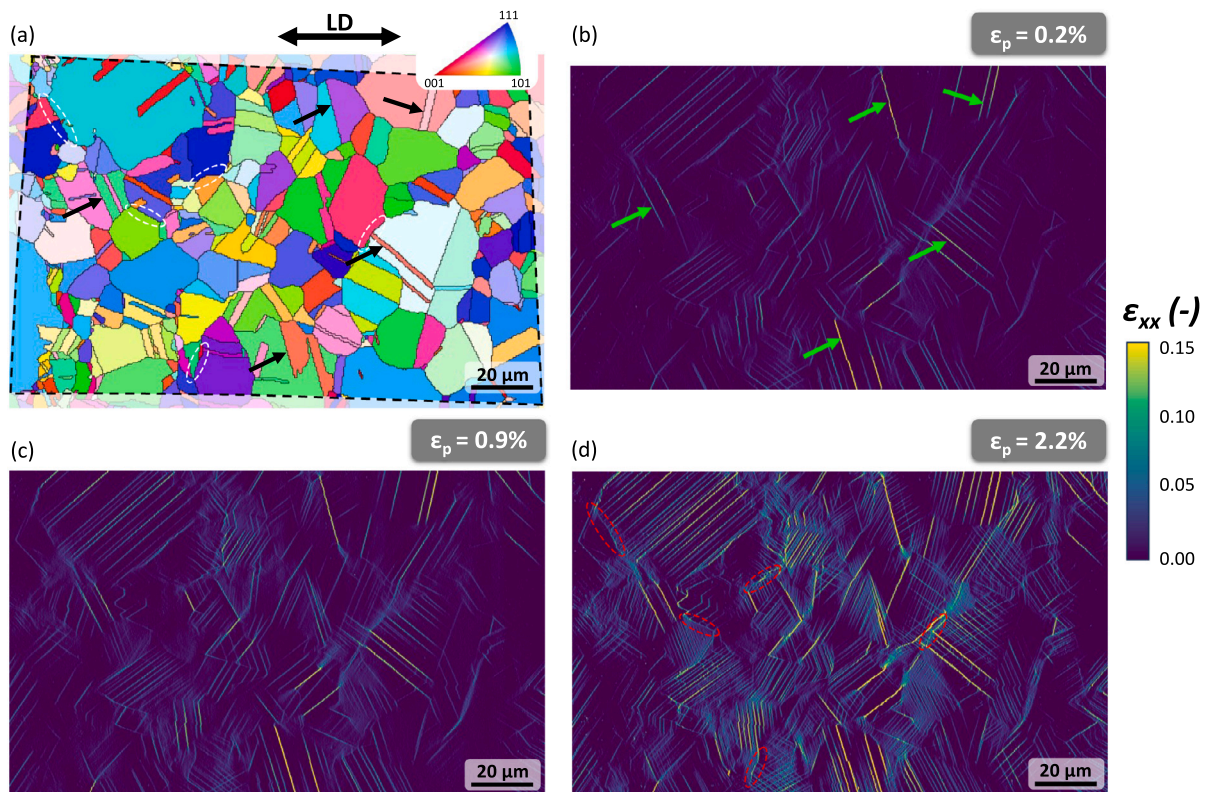 (a)
LD
111
001
101
20 µm
(b)
εp = 0.2%
20 µm
εxx (-)
0.15
0.10
0.05
0.00
(c)
εp = 0.9%
20 µm
(d)
εp = 2.2%
20 µm